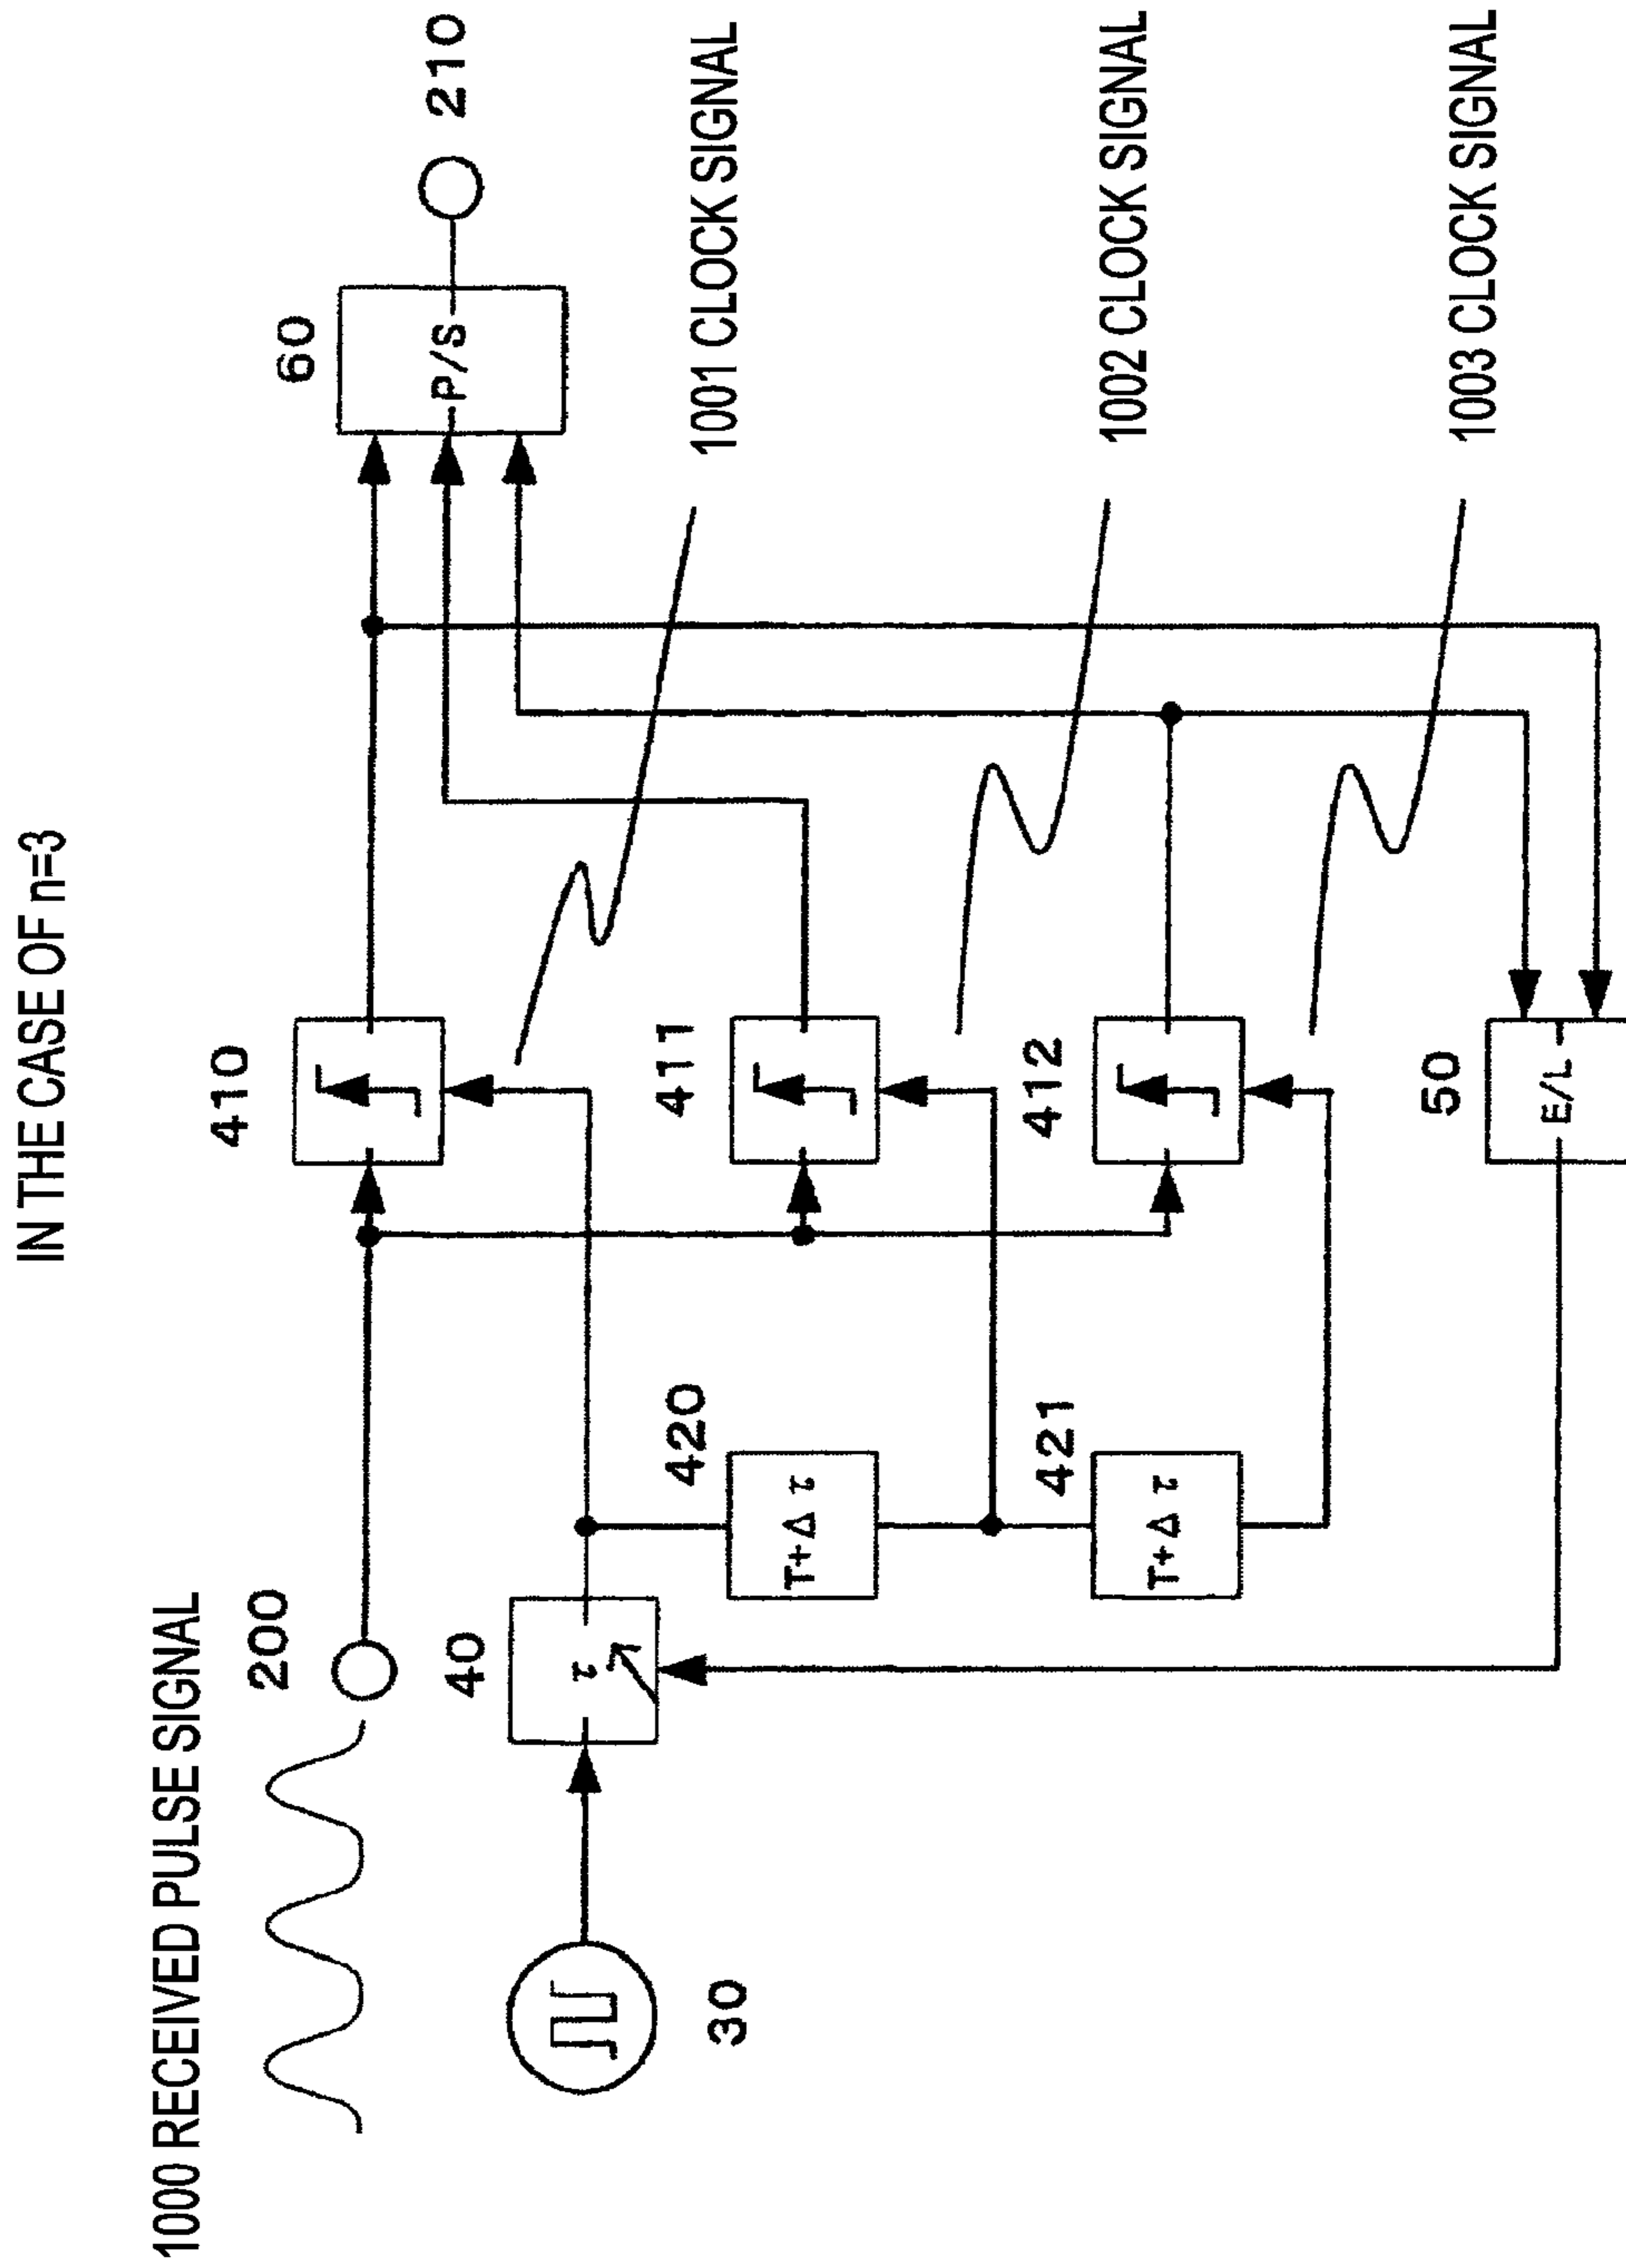 IN THE CASE OF n=3
1000 RECEIVED PULSE SIGNAL
200
410
60
P/S
210
40
τ
30
420
T+Δτ
411
1001 CLOCK SIGNAL
421
T+Δτ
412
1002 CLOCK SIGNAL
50
E/L
1003 CLOCK SIGNAL